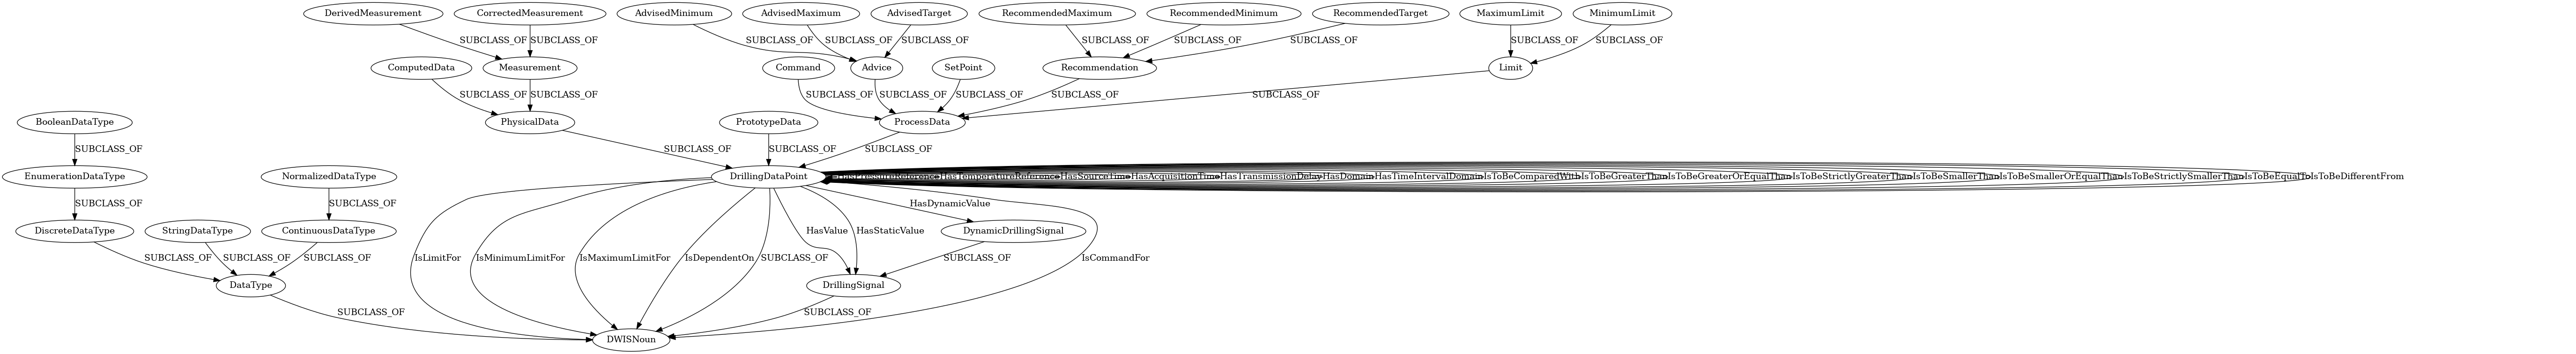 DerivedMeasurement CorrectedMeasurement AdvisedMinimum AdvisedMaximum AdvisedTarget RecommendedMaximum RecommendedMinimum RecommendedTarget MaximumLimit MinimumLimit
SUBCLASS_OF SUBCLASS_OF SUBCLASS_OF SUBCLASS_OF SUBCLASS_OF SUBCLASS_OF SUBCLASS_OF SUBCLASS_OF SUBCLASS_OF SUBCLASS_OF
ComputedData Measurement Command Advice SetPoint Recommendation Limit
SUBCLASS_OF SUBCLASS_OF SUBCLASS_OF SUBCLASS_OF SUBCLASS_OF SUBCLASS_OF SUBCLASS_OF
BooleanDataType PhysicalData PrototypeData ProcessData
SUBCLASS_OF SUBCLASS_OF SUBCLASS_OF SUBCLASS_OF
EnumerationDataType NormalizedDataType DrillingDataPoint HasPressureReference HasTemperatureReference HasSourceTime HasAcquisitionTime HasTransmissionDelay HasDomain HasTimeIntervalDomain IsToBeComparedWith IsToBeGreaterThan IsToBeGreaterOrEqualThan IsToBeStrictlyGreaterThan IsToBeSmallerThan IsToBeSmallerOrEqualThan IsToBeStrictlySmallerThan IsToBeEqualTo IsToBeDifferentFrom
SUBCLASS_OF SUBCLASS_OF HasDynamicValue
DiscreteDataType StringDataType ContinuousDataType HasValue HasStaticValue DynamicDrillingSignal
SUBCLASS_OF SUBCLASS_OF SUBCLASS_OF IsLimitFor IsMinimumLimitFor IsMaximumLimitFor IsDependentOn SUBCLASS_OF SUBCLASS_OF IsCommandFor
DataType DrillingSignal
SUBCLASS_OF SUBCLASS_OF
DWISNoun